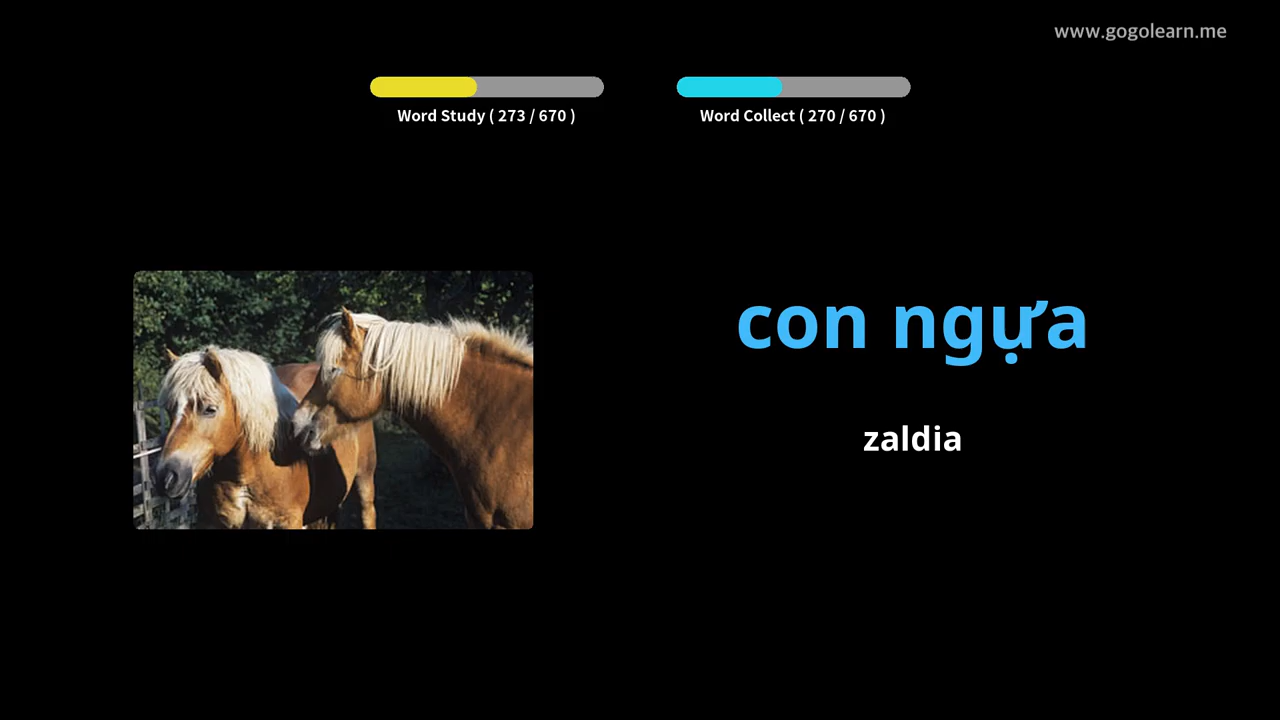 www.gogolearn.me
Word Study ( 273 / 670 )
Word Collect ( 270 / 670 )
con ngựa
zaldia